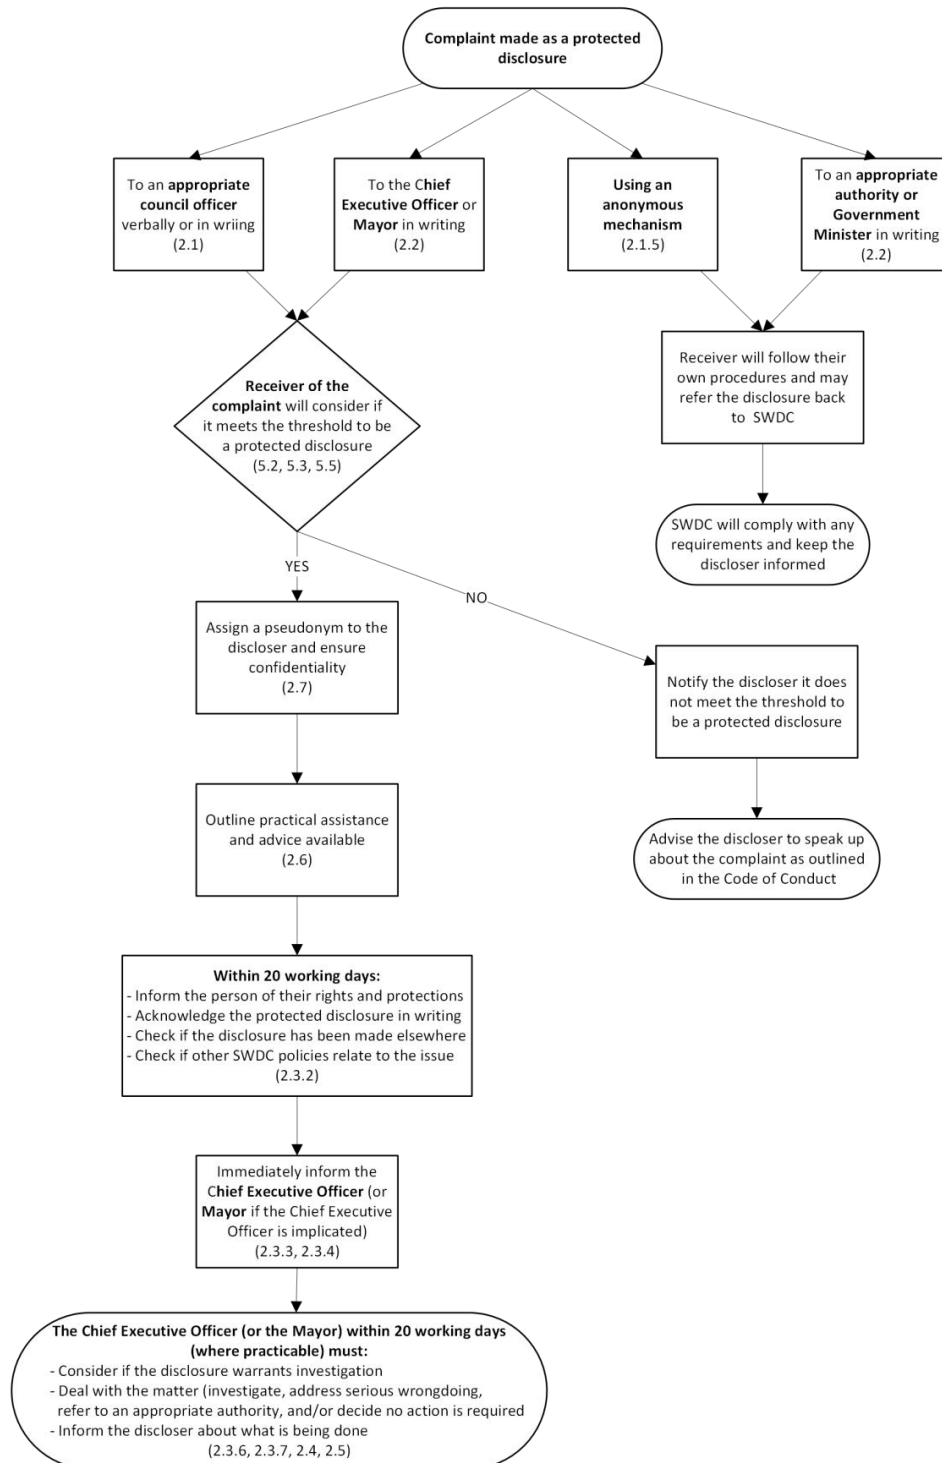 Complaint made as a protected
disclosure
To an appropriate
council officer
verbally or in wriing
(2.1)
To the Chief
Executive Officer or
Mayor in writing
(2.2)
Using an
anonymous
mechanism
(2.1.5)
To an appropriate
authority or
Government
Minister in writing
(2.2)
Receiver of the
complaint will consider if
it meets the threshold to be
a protected disclosure
(5.2, 5.3, 5.5)
Receiver will follow their
own procedures and may
refer the disclosure back
to SWDC
SWDC will comply with any
requirements and keep the
discloser informed
YES
NO
Assign a pseudonym to the
discloser and ensure
confidentiality
(2.7)
Notify the discloser it does
not meet the threshold to
be a protected disclosure
Outline practical assistance
and advice available
(2.6)
Advise the discloser to speak up
about the complaint as outlined
in the Code of Conduct
Within 20 working days:
- Inform the person of their rights and protections
- Acknowledge the protected disclosure in writing
- Check if the disclosure has been made elsewhere
- Check if other SWDC policies relate to the issue
(2.3.2)
Immediately inform the
Chief Executive Officer (or
Mayor if the Chief Executive
Officer is implicated)
(2.3.3, 2.3.4)
The Chief Executive Officer (or the Mayor) within 20 working days
(where practicable) must:
- Consider if the disclosure warrants investigation
- Deal with the matter (investigate, address serious wrongdoing,
refer to an appropriate authority, and/or decide no action is required
- Inform the discloser about what is being done
(2.3.6, 2.3.7, 2.4, 2.5)